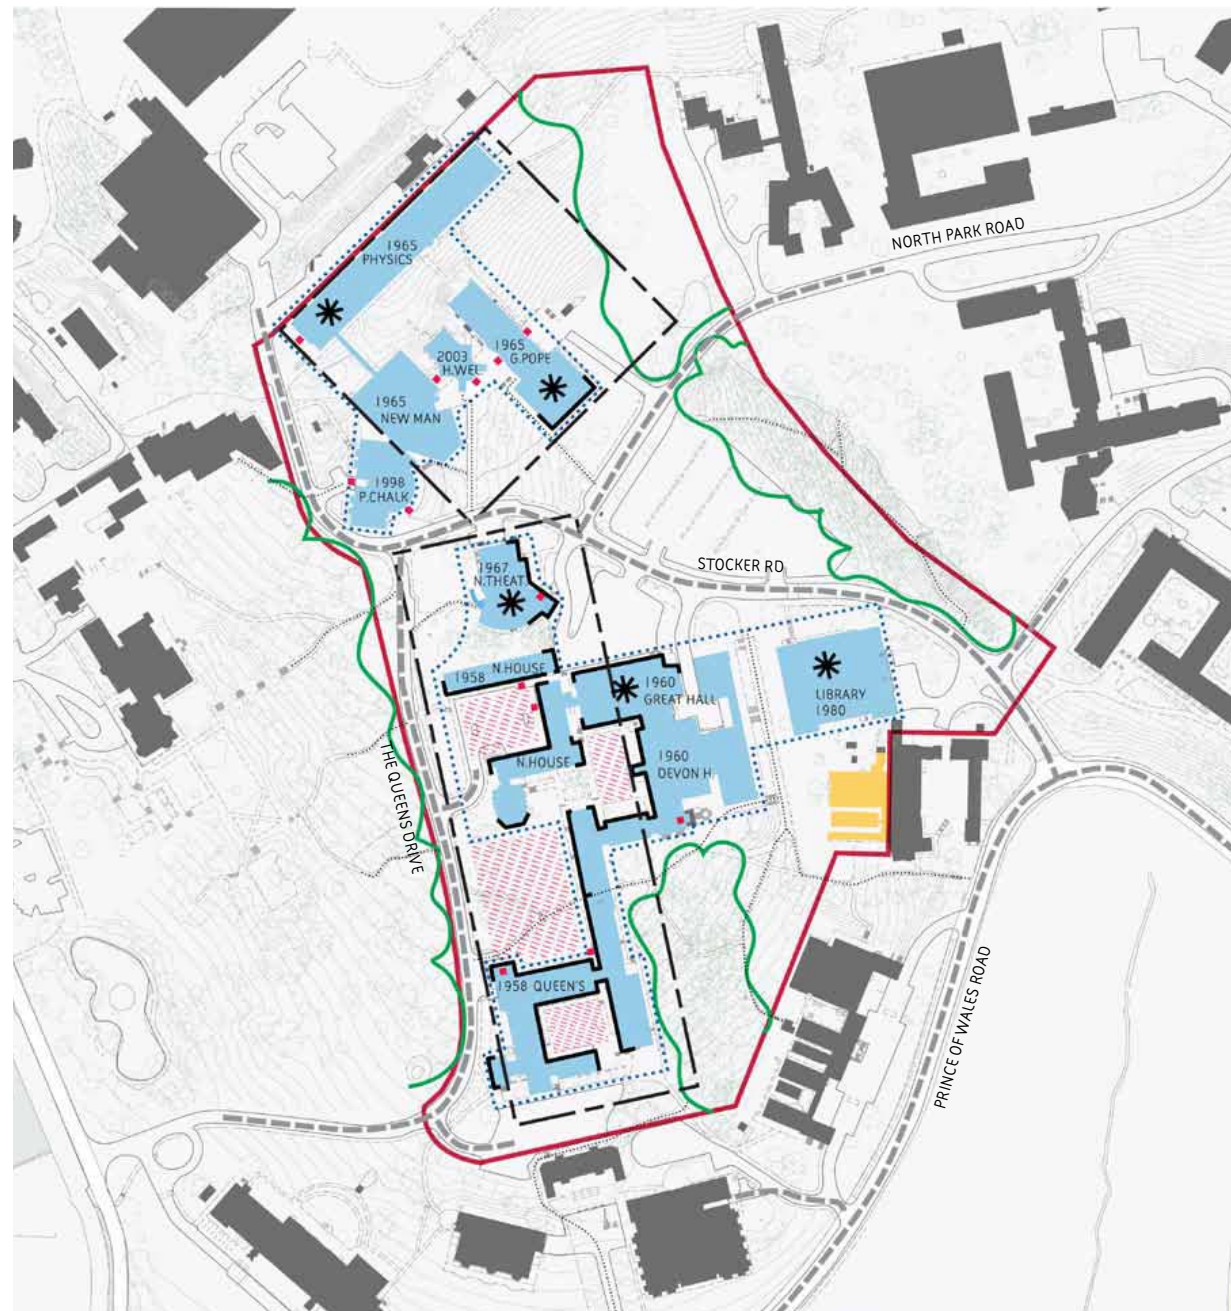 NORTH PARK ROAD
1965
PHYSICS
1965
G.POPE
2003
H.WEL
1965
NEW MAN
1998
P.CHALK
1967
N.THEAT
STOCKER RD
N.HOUSE
1958
1960
GREAT HALL
LIBRARY
1980
N.HOUSE
1960
DEVON H
THE QUEENS DRIVE
1958 QUEEN'S
PRINCE OF WALES ROAD